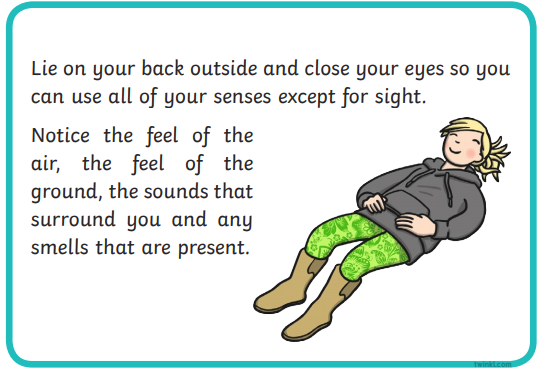 Lie on your back outside and close your eyes so you
can use all of your senses except for sight.
Notice the feel of the
air, the feel of the
ground, the sounds that
surround you and any
smells that are present.
twinkl.com